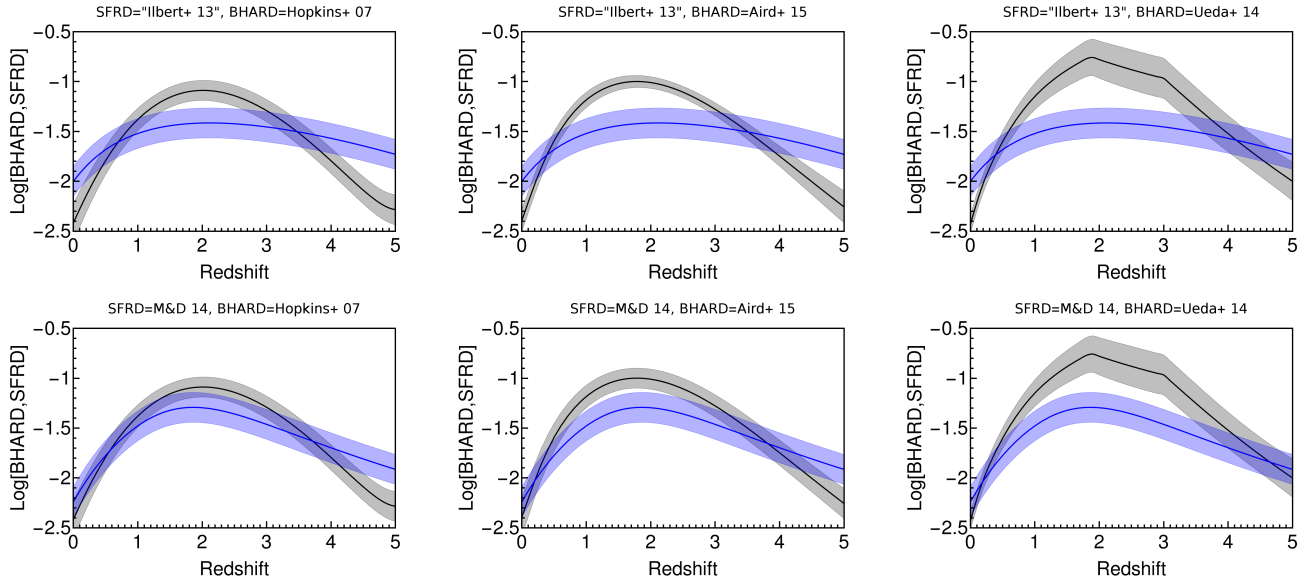 SFRD="Ilbert+ 13", BHARD=Hopkins+ 07
Log[BHARD,SFRD]
−0.5
−1
−1.5
−2
−2.5
0 1 2 3 4 5
Redshift
SFRD="Ilbert+ 13", BHARD=Aird+ 15
Log[BHARD,SFRD]
−0.5
−1
−1.5
−2
−2.5
0 1 2 3 4 5
Redshift
SFRD="Ilbert+ 13", BHARD=Ueda+ 14
Log[BHARD,SFRD]
−0.5
−1
−1.5
−2
−2.5
0 1 2 3 4 5
Redshift
SFRD=M&D 14, BHARD=Hopkins+ 07
Log[BHARD,SFRD]
−0.5
−1
−1.5
−2
−2.5
0 1 2 3 4 5
Redshift
SFRD=M&D 14, BHARD=Aird+ 15
Log[BHARD,SFRD]
−0.5
−1
−1.5
−2
−2.5
0 1 2 3 4 5
Redshift
SFRD=M&D 14, BHARD=Ueda+ 14
Log[BHARD,SFRD]
−0.5
−1
−1.5
−2
−2.5
0 1 2 3 4 5
Redshift